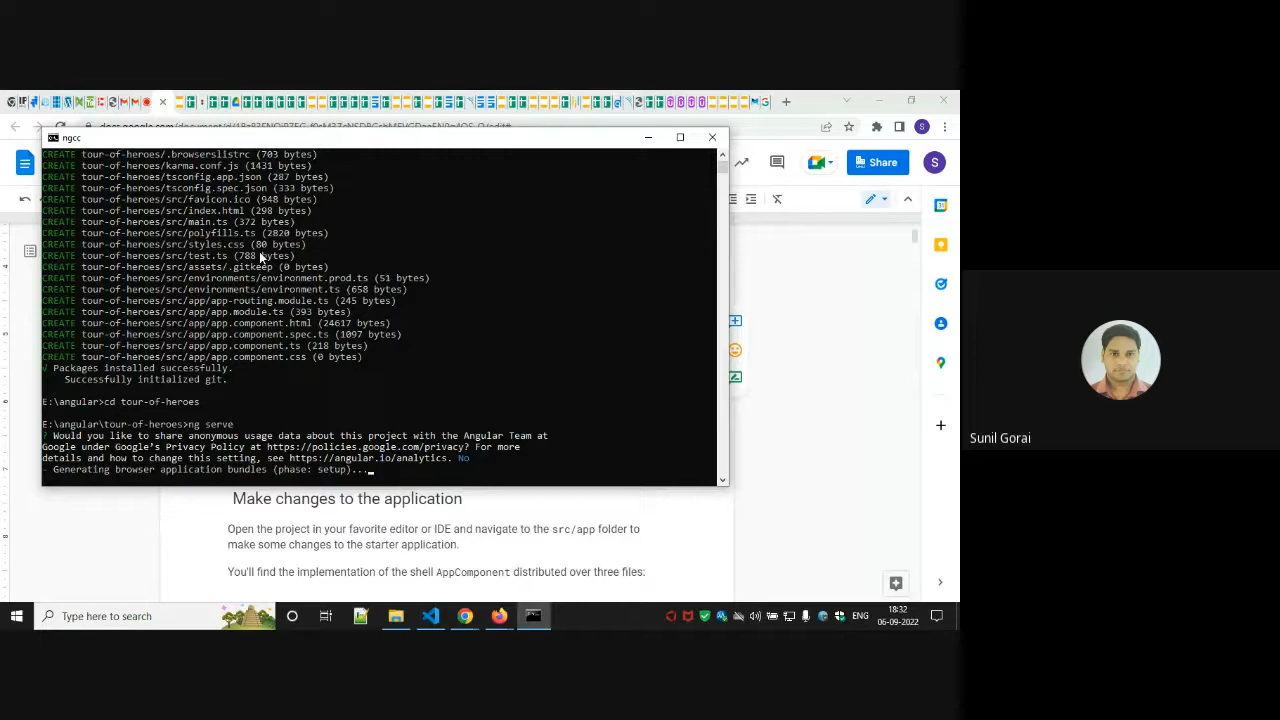 ngcc
CREATE tour-of-heroes/.browserslistrc (703 bytes)
CREATE tour-of-heroes/karma.conf.js (1431 bytes)
CREATE tour-of-heroes/tsconfig.app.json (287 bytes)
CREATE tour-of-heroes/tsconfig.spec.json (333 bytes)
CREATE tour-of-heroes/src/favicon.ico (948 bytes)
CREATE tour-of-heroes/src/index.html (298 bytes)
CREATE tour-of-heroes/src/main.ts (372 bytes)
CREATE tour-of-heroes/src/polyfills.ts (2820 bytes)
CREATE tour-of-heroes/src/styles.css (80 bytes)
CREATE tour-of-heroes/src/test.ts (788 bytes)
CREATE tour-of-heroes/src/assets/.gitkeep (0 bytes)
CREATE tour-of-heroes/src/environments/environment.prod.ts (51 bytes)
CREATE tour-of-heroes/src/environments/environment.ts (658 bytes)
CREATE tour-of-heroes/src/app/app-routing.module.ts (245 bytes)
CREATE tour-of-heroes/src/app/app.module.ts (393 bytes)
CREATE tour-of-heroes/src/app/app.component.html (24617 bytes)
CREATE tour-of-heroes/src/app/app.component.spec.ts (1097 bytes)
CREATE tour-of-heroes/src/app/app.component.ts (218 bytes)
CREATE tour-of-heroes/src/app/app.component.css (0 bytes)
√ Packages installed successfully.
Successfully initialized git.
E:\angular>cd tour-of-heroes
E:\angular\tour-of-heroes>ng serve
? Would you like to share anonymous usage data about this project with the Angular Team at
Google under Google's Privacy Policy at https://policies.google.com/privacy? For more
details and how to change this setting, see https://angular.io/analytics. No
- Generating browser application bundles (phase: setup)..._
Share
S
S
Make changes to the application
Open the project in your favorite editor or IDE and navigate to the src/app folder to
make some changes to the starter application.
You'll find the implementation of the shell AppComponent distributed over three files:
Type here to search
ENG
18:32
06-09-2022
Sunil Gorai